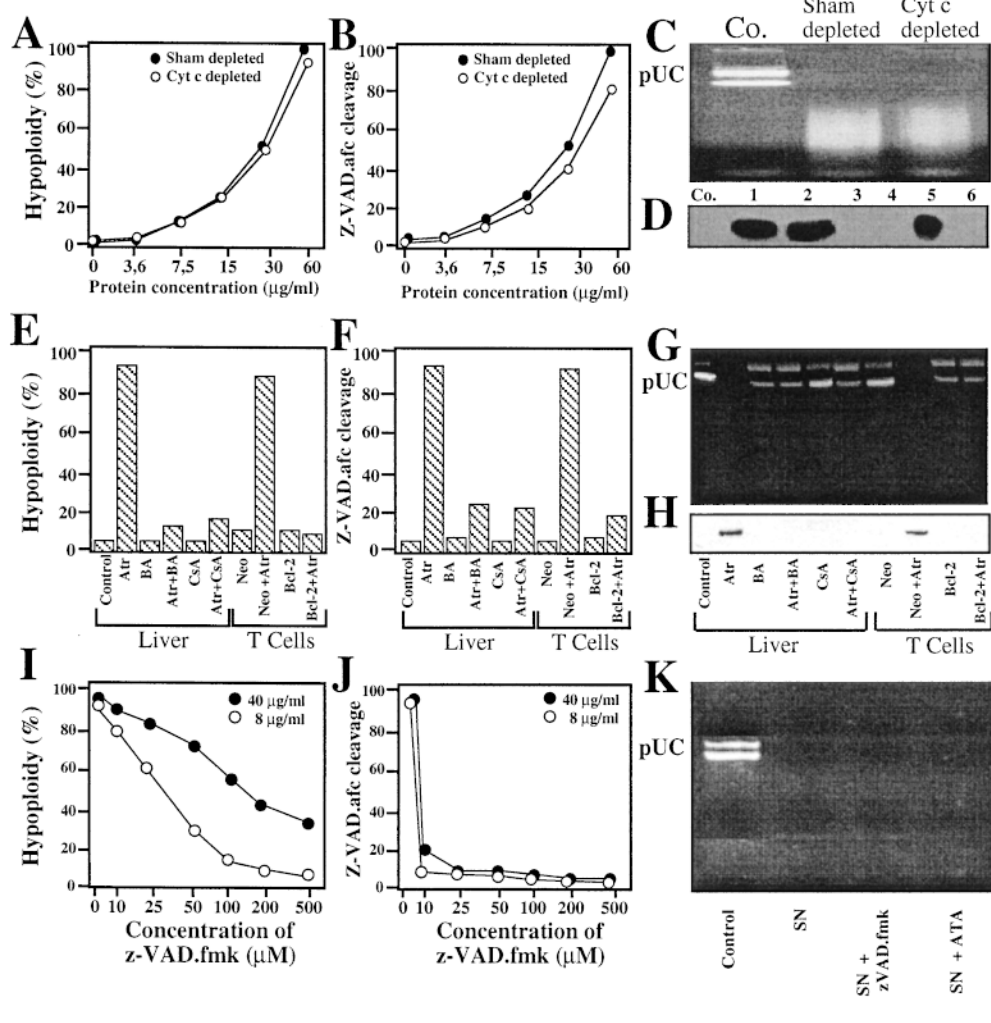 A
Hypoploidy (%)
100
80
60
40
20
0
Sham depleted
Cyt c depleted
0 3,6 7,5 15 30 60
Protein concentration (μg/ml)
B
Z-VAD.afc cleavage
100
80
60
40
20
0
Sham depleted
Cyt c depleted
0 3,6 7,5 15 30 60
Protein concentration (μg/ml)
C
Co.
Sham
depleted
Cyt c
depleted
pUC
D
Co. 1 2 3 4 5 6
E
Hypoploidy (%)
100
80
60
40
20
0
Control
Atr
BA
Atr+BA
CsA
Atr+CsA
Neo
Neo +Atr
Bcl-2
Bcl-2+Atr
Liver
T Cells
F
Z-VAD.afc cleavage
100
80
60
40
20
0
Control
Atr
BA
Atr+BA
CsA
Atr+CsA
Neo
Neo +Atr
Bcl-2
Bcl-2+Atr
Liver
T Cells
G
pUC
H
Control
Atr
BA
Atr+BA
CsA
Atr+CsA
Neo
Neo +Atr
Bcl-2
Bcl-2+Atr
Liver
T Cells
I
Hypoploidy (%)
100
80
60
40
20
0
40 μg/ml
8 μg/ml
0 10 25 50 100 200 500
Concentration of
z-VAD.fmk (μM)
J
Z-VAD.afc cleavage
100
80
60
40
20
0
40 μg/ml
8 μg/ml
0 10 25 50 100 200 500
Concentration of
z-VAD.fmk (μM)
K
pUC
Control
SN
SN +
zVAD.fmk
SN + ATA